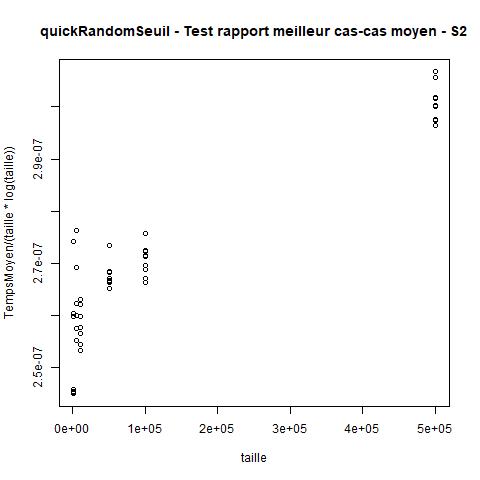 quickRandomSeuil - Test rapport meilleur cas-cas moyen - S2
TempsMoyen/(taille * log(taille))
2.9e-07
2.7e-07
2.5e-07
0e+00 1e+05 2e+05 3e+05 4e+05 5e+05
taille